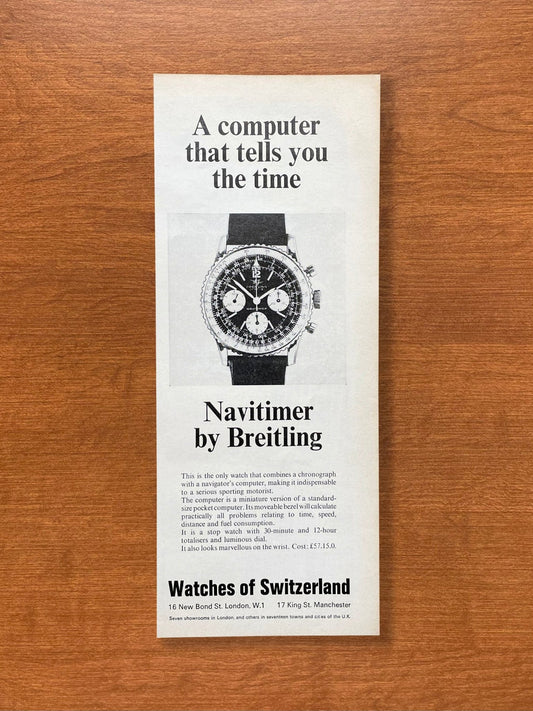 A computer
that tells you
the time
12
Navitimer
by Breitling
This is the only watch that combines a chronograph
with a navigator's computer, making it indispensable
to a serious sporting motorist.
The computer is a miniature version of a standard-
size pocket computer. Its moveable bezel will calculate
practically all problems relating to time, speed,
distance and fuel consumption.
It is a stop watch with 30-minute and 12-hour
totalisers and luminous dial.
It also looks marvellous on the wrist. Cost: £57.15.0.
Watches of Switzerland
16 New Bond St. London, W.1 17 King St. Manchester
Seven showrooms in London; and others in seventeen towns and cities of the U.K.